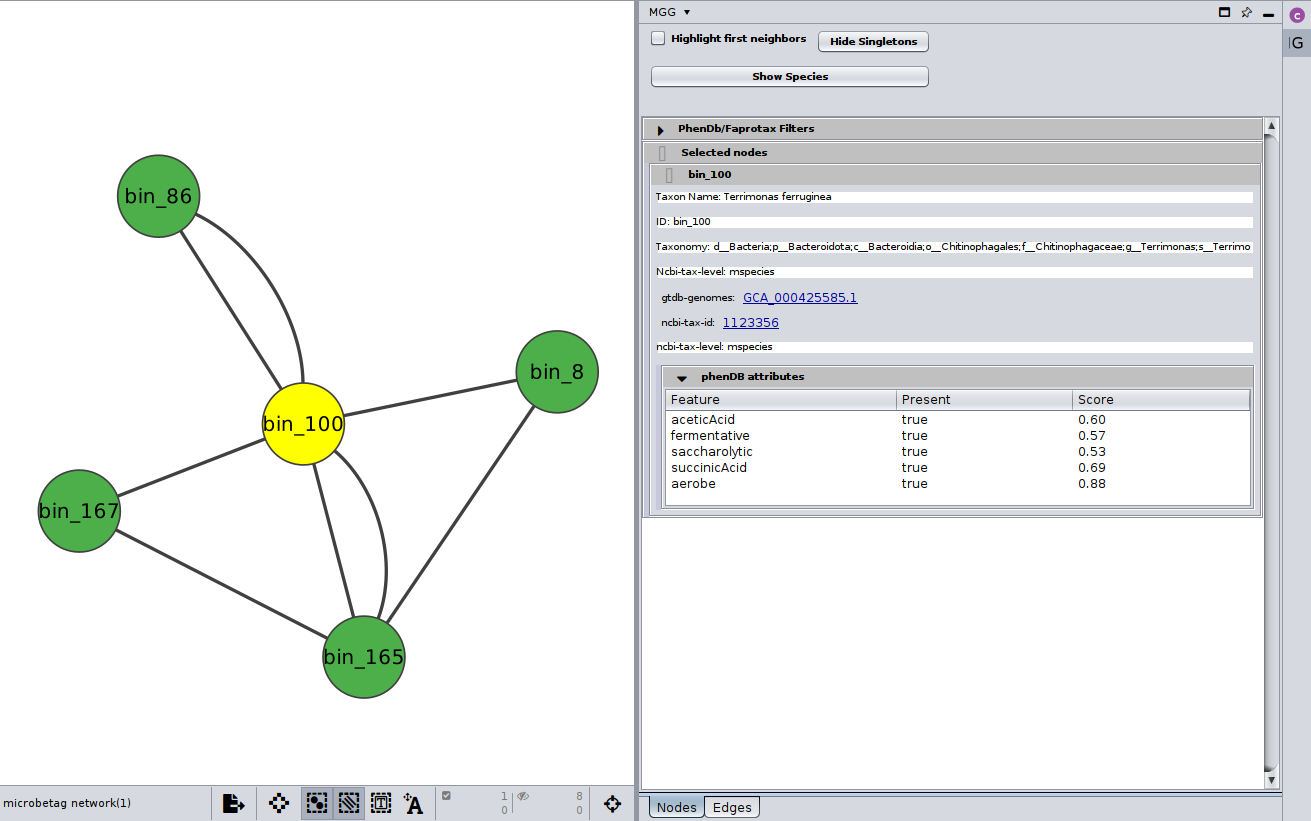 MGG
Highlight first neighbors
Hide Singletons
Show Species
C
G
PhenDb/Faprotax Filters
Selected nodes
bin_100
Taxon Name: Terrimonas ferruginea
ID: bin_100
Taxonomy: d__Bacteria;p__Bacteroidota;c__Bacteroidia;o__Chitinophagales;f__Chitinophagaceae;g__Terrimonas;s__Terrimo
Ncbi-tax-level: mspecies
gtdb-genomes: GCA_000425585.1
ncbi-tax-id: 1123356
ncbi-tax-level: mspecies
phenDB attributes
Feature Present Score
aceticAcid true 0.60
fermentative true 0.57
saccharolytic true 0.53
succinicAcid true 0.69
aerobe true 0.88
Nodes Edges
bin_86
bin_8
bin_100
bin_167
bin_165
microbetag network(1)
T
A
1 8
0 0